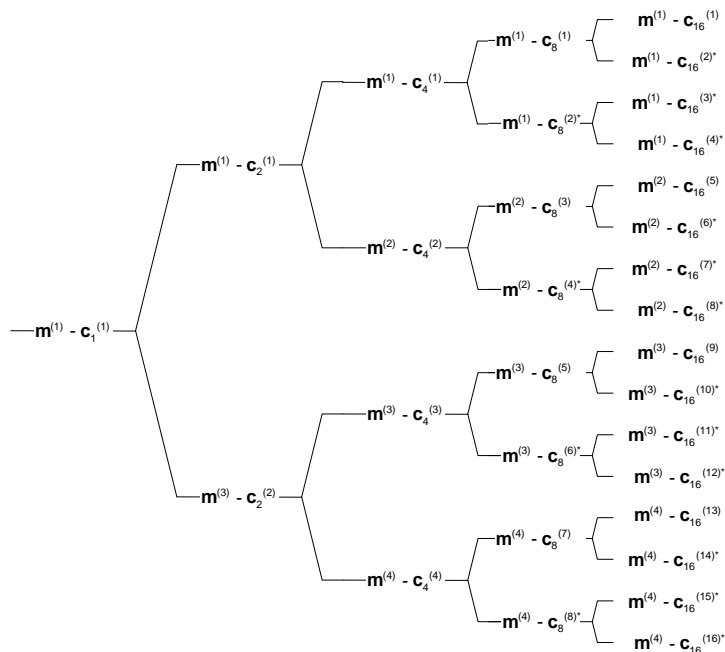 m⁽¹⁾ - c₁₆⁽¹⁾
m⁽¹⁾ - c₈⁽¹⁾
m⁽¹⁾ - c₁₆⁽²⁾*
m⁽¹⁾ - c₄⁽¹⁾
m⁽¹⁾ - c₁₆⁽³⁾*
m⁽¹⁾ - c₈⁽²⁾*
m⁽¹⁾ - c₁₆⁽⁴⁾*
m⁽¹⁾ - c₂⁽¹⁾
m⁽²⁾ - c₁₆⁽⁵⁾
m⁽²⁾ - c₈⁽³⁾
m⁽²⁾ - c₁₆⁽⁶⁾*
m⁽²⁾ - c₄⁽²⁾
m⁽²⁾ - c₁₆⁽⁷⁾*
m⁽²⁾ - c₈⁽⁴⁾*
m⁽²⁾ - c₁₆⁽⁸⁾*
m⁽¹⁾ - c₁⁽¹⁾
m⁽³⁾ - c₁₆⁽⁹⁾
m⁽³⁾ - c₈⁽⁵⁾
m⁽³⁾ - c₁₆⁽¹⁰⁾*
m⁽³⁾ - c₄⁽³⁾
m⁽³⁾ - c₁₆⁽¹¹⁾*
m⁽³⁾ - c₈⁽⁶⁾*
m⁽³⁾ - c₁₆⁽¹²⁾*
m⁽³⁾ - c₂⁽²⁾
m⁽⁴⁾ - c₁₆⁽¹³⁾
m⁽⁴⁾ - c₈⁽⁷⁾
m⁽⁴⁾ - c₁₆⁽¹⁴⁾*
m⁽⁴⁾ - c₄⁽⁴⁾
m⁽⁴⁾ - c₁₆⁽¹⁵⁾*
m⁽⁴⁾ - c₈⁽⁸⁾*
m⁽⁴⁾ - c₁₆⁽¹⁶⁾*